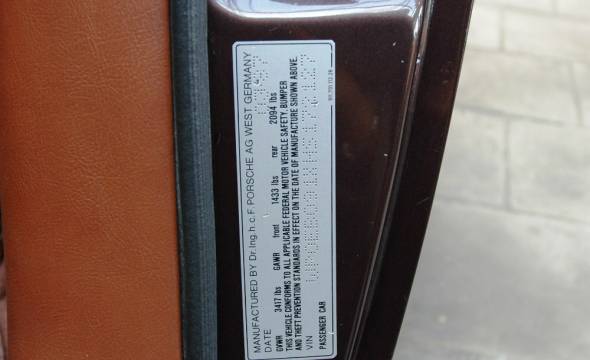 MANUFACTURED BY Dr.Ing.h.c.F PORSCHE AG WEST GERMANY
DATE
GVWR 3417 lbs GAWR front 1433 lbs rear 2094 lbs
THIS VEHICLE CONFORMS TO ALL APPLICABLE FEDERAL MOTOR VEHICLE SAFETY, BUMPER
AND THEFT PREVENTION STANDARDS IN EFFECT ON THE DATE OF MANUFACTURE SHOWN ABOVE.
VIN
PASSENGER CAR